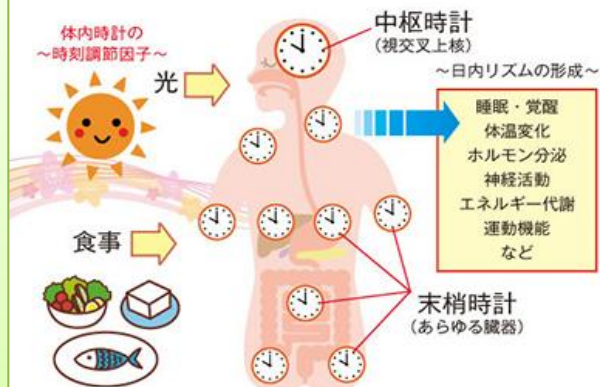 体内時計の
～時刻調節因子～
光
食事
中枢時計
（視交叉上核）
～日内リズムの形成～
睡眠・覚醒
体温変化
ホルモン分泌
神経活動
エネルギー代謝
運動機能
など
末梢時計
（あらゆる臓器）